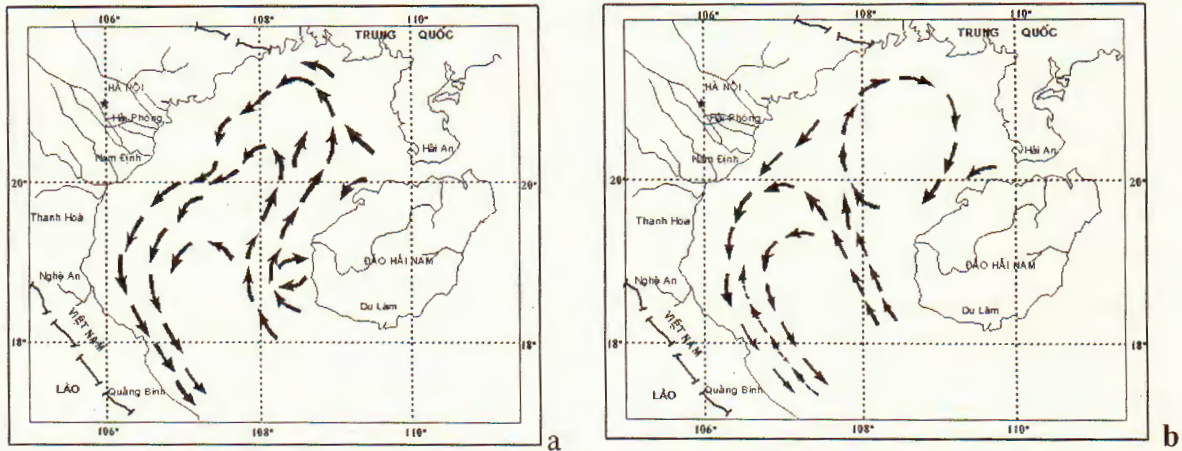 106° 108° 110°
TRUNG QUỐC
HÀ NỘI
Hải Phòng
Nam Định
Hải An
20° 20°
Thanh Hoá
ĐẢO HẢI NAM
Nghệ An
Du Lâm
VIỆT NAM
18° 18°
LÀO
Quảng Bình
106° 108° 110°
a
106° 108° 110°
TRUNG QUỐC
HÀ NỘI
Hải Phòng
Nam Định
Hải An
20° 20°
Thanh Hoá
ĐẢO HẢI NAM
Nghệ An
Du Lâm
VIỆT NAM
18° 18°
LÀO
Quảng Bình
106° 108° 110°
b